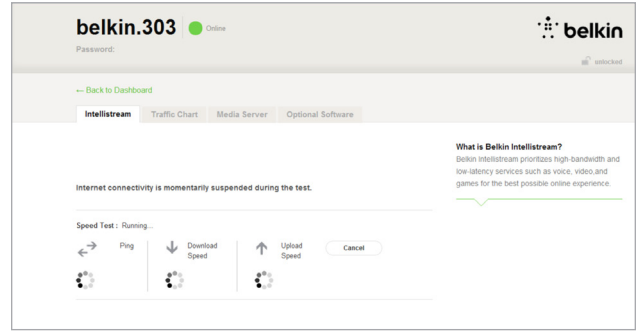 belkin.303 Online
belkin
Password:
unlocked
← Back to Dashboard
Intellistream Traffic Chart Media Server Optional Software
What is Belkin Intellistream?
Belkin Intellistream prioritizes high-bandwidth and
low-latency services such as voice, video,and
games for the best possible online experience.
Internet connectivity is momentarily suspended during the test.
Speed Test : Running...
Ping
Download
Speed
Upload
Speed
Cancel